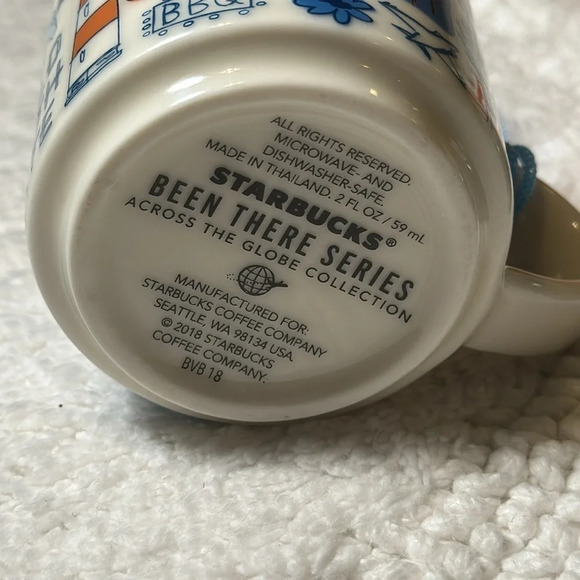 BBQ
ALL RIGHTS RESERVED.
MICROWAVE- AND
DISHWASHER-SAFE.
MADE IN THAILAND. 2 FL OZ / 59 mL
STARBUCKS®
BEEN THERE SERIES
ACROSS THE GLOBE COLLECTION
MANUFACTURED FOR:
STARBUCKS COFFEE COMPANY
SEATTLE, WA 98134 USA
© 2018 STARBUCKS
COFFEE COMPANY.
BVB 18